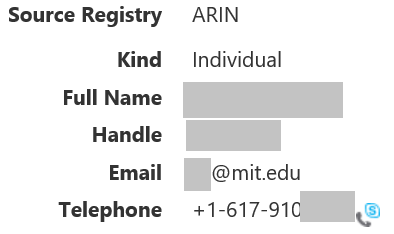 Source Registry ARIN
Kind Individual
Full Name
Handle
Email @mit.edu
Telephone +1-617-910